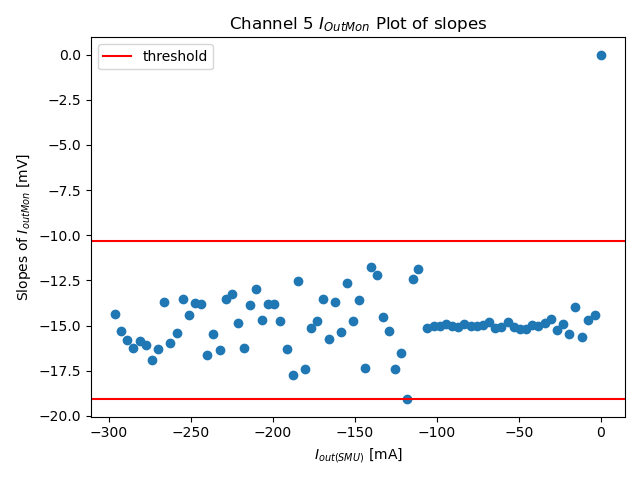 Channel 5 I_OutMon Plot of slopes
threshold
Slopes of I_outMon [mV]
0.0
−2.5
−5.0
−7.5
−10.0
−12.5
−15.0
−17.5
−20.0
−300 −250 −200 −150 −100 −50 0
I_out(SMU) [mA]